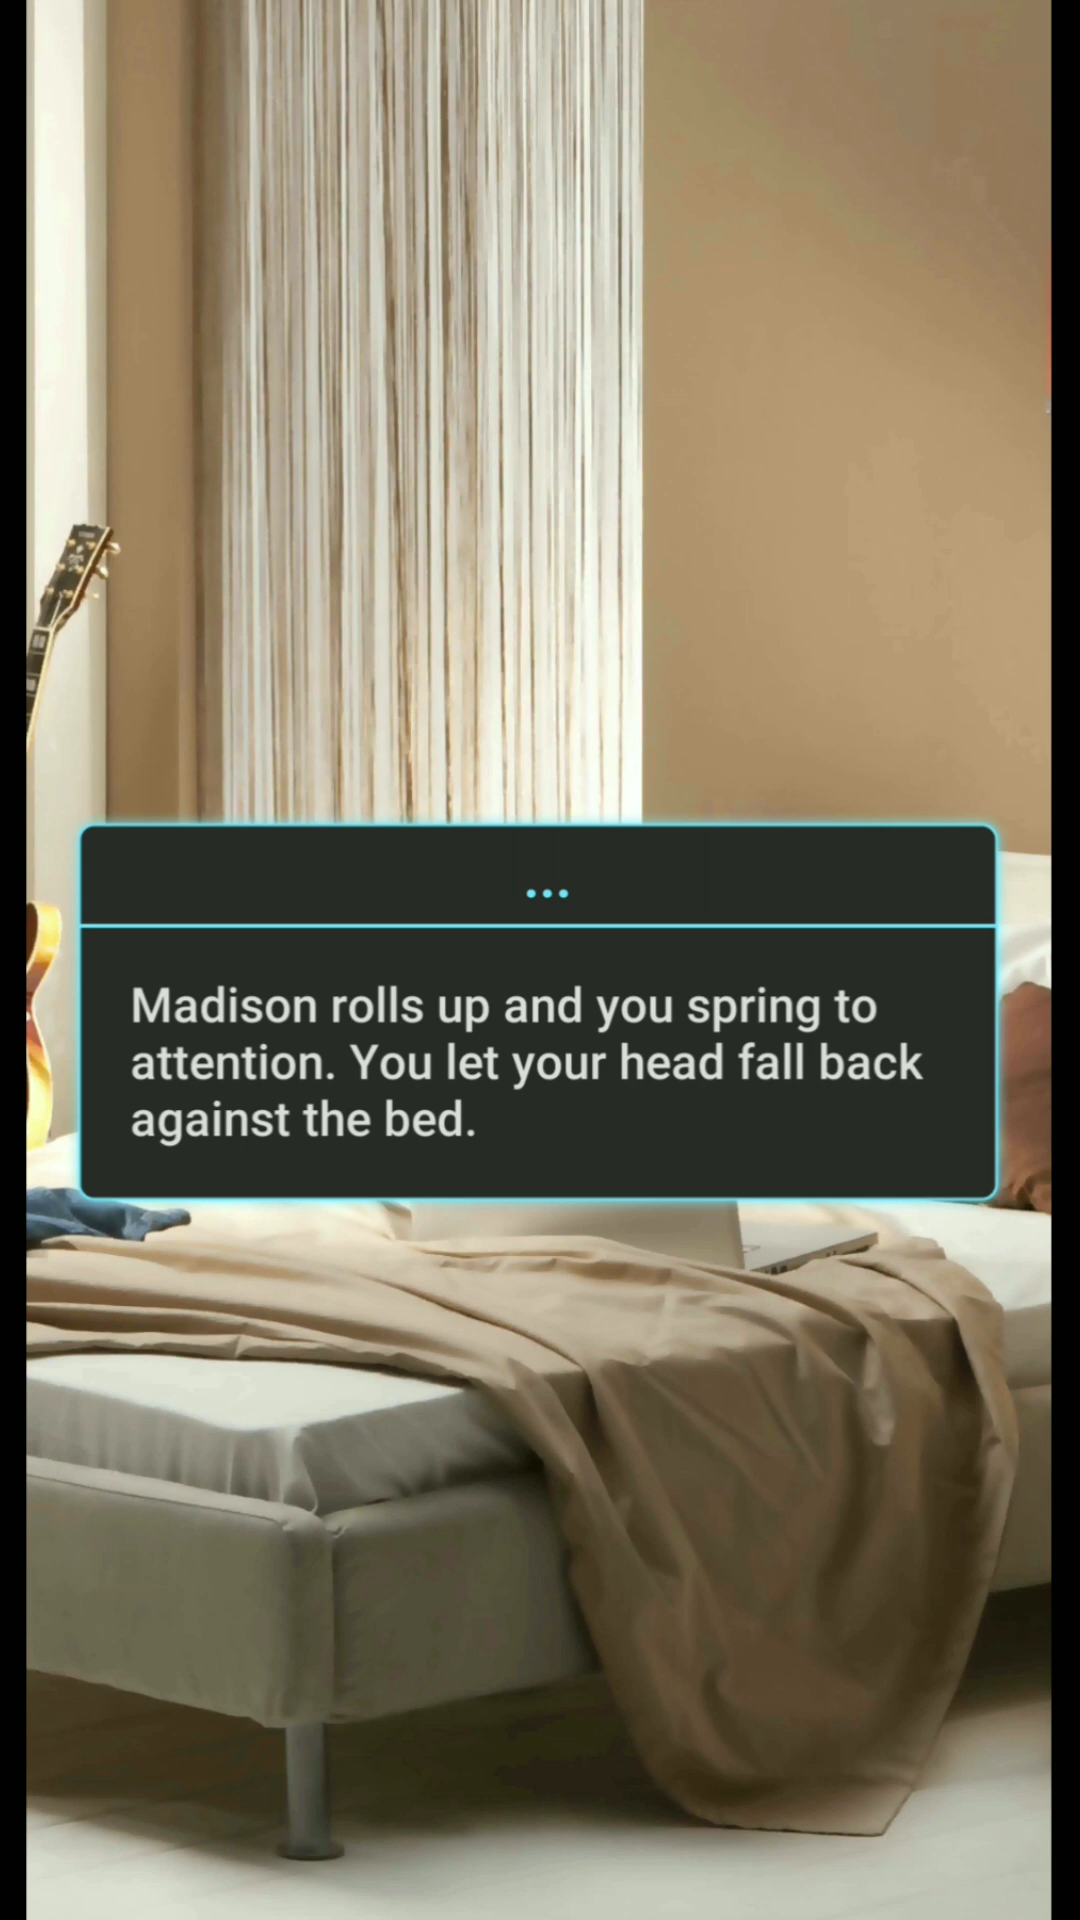 ...
Madison rolls up and you spring to
attention. You let your head fall back
against the bed.